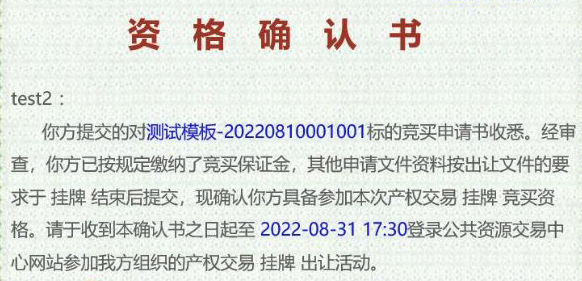 资格确认书
test2：
你方提交的对测试模板-20220810001001标的竞买申请书收悉。经审
查，你方已按规定缴纳了竞买保证金，其他申请文件资料按出让文件的要
求于 挂牌 结束后提交，现确认你方具备参加本次产权交易 挂牌 竞买资
格。请于收到本确认书之日起至 2022-08-31 17:30登录公共资源交易中
心网站参加我方组织的产权交易 挂牌 出让活动。